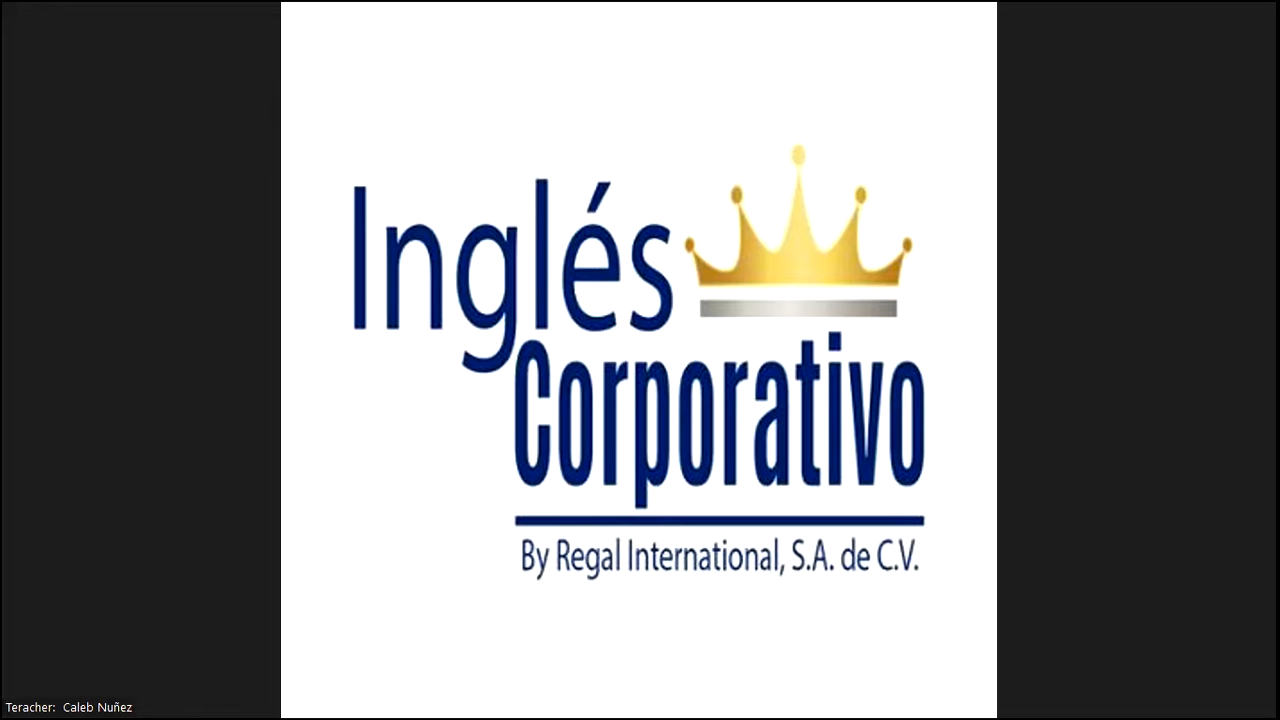 Inglés
Corporativo
By Regal International, S.A. de C.V.
Teracher: Caleb Nuñez